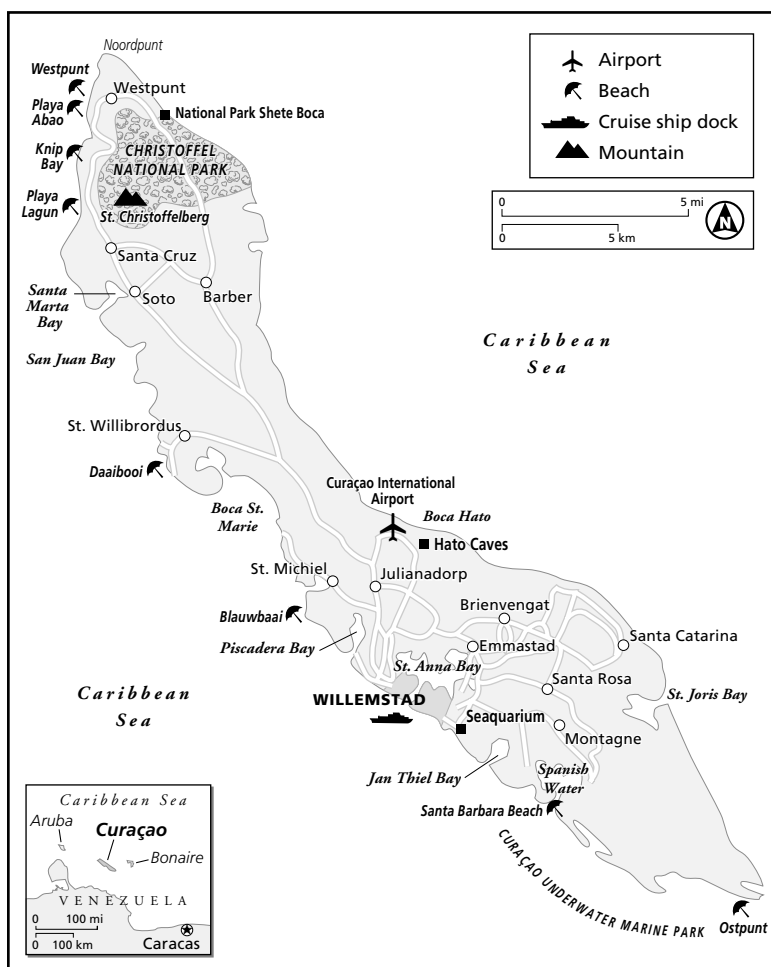 Noordpunt
Westpunt
Westpunt
Playa
Abao
National Park Shete Boca
Knip
Bay
CHRISTOFFEL
NATIONAL PARK
Playa
Lagun
St. Christoffelberg
Santa Cruz
Santa
Marta
Bay
Soto
Barber
San Juan Bay
Airport
Beach
Cruise ship dock
Mountain
0 5 mi
0 5 km
N
Caribbean
Sea
St. Willibrordus
Daaibooi
Curaçao International
Airport
Boca St.
Marie
Boca Hato
Hato Caves
St. Michiel
Julianadorp
Blauwbaai
Brienvengat
Piscadera Bay
Emmastad
Santa Catarina
St. Anna Bay
Santa Rosa
St. Joris Bay
Caribbean
Sea
WILLEMSTAD
Seaquarium
Montagne
Jan Thiel Bay
Spanish
Water
Santa Barbara Beach
CURAÇAO UNDERWATER MARINE PARK
Ostpunt
Caribbean Sea
Aruba
Curaçao
Bonaire
VENEZUELA
0 100 mi
0 100 km
Caracas